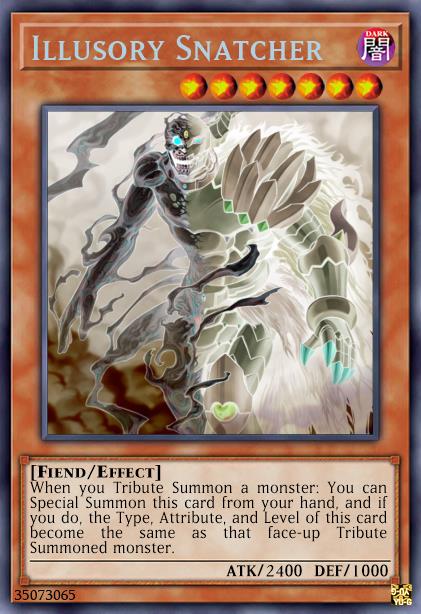 Illusory Snatcher
DARK
闇
[Fiend/Effect]
When you Tribute Summon a monster: You can
Special Summon this card from your hand, and if
you do, the Type, Attribute, and Level of this card
become the same as that face-up Tribute
Summoned monster.
ATK/2400 DEF/1000
35073065